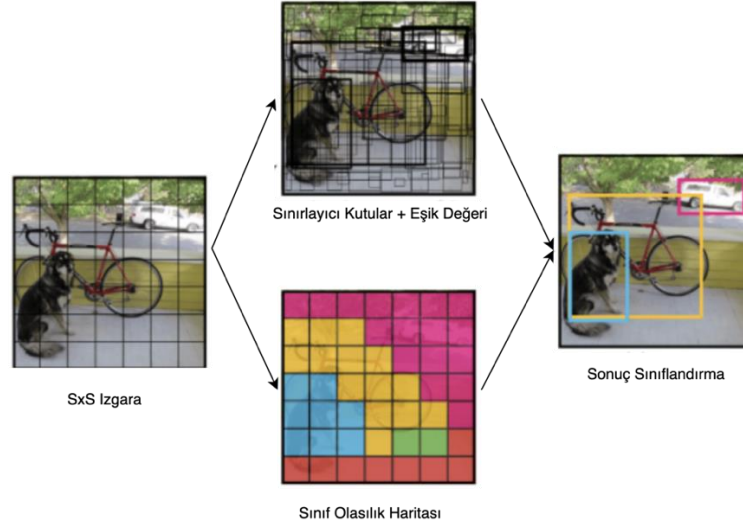 Sınırlayıcı Kutular + Eşik Değeri
SxS Izgara
Sonuç Sınıflandırma
Sınıf Olasılık Haritası